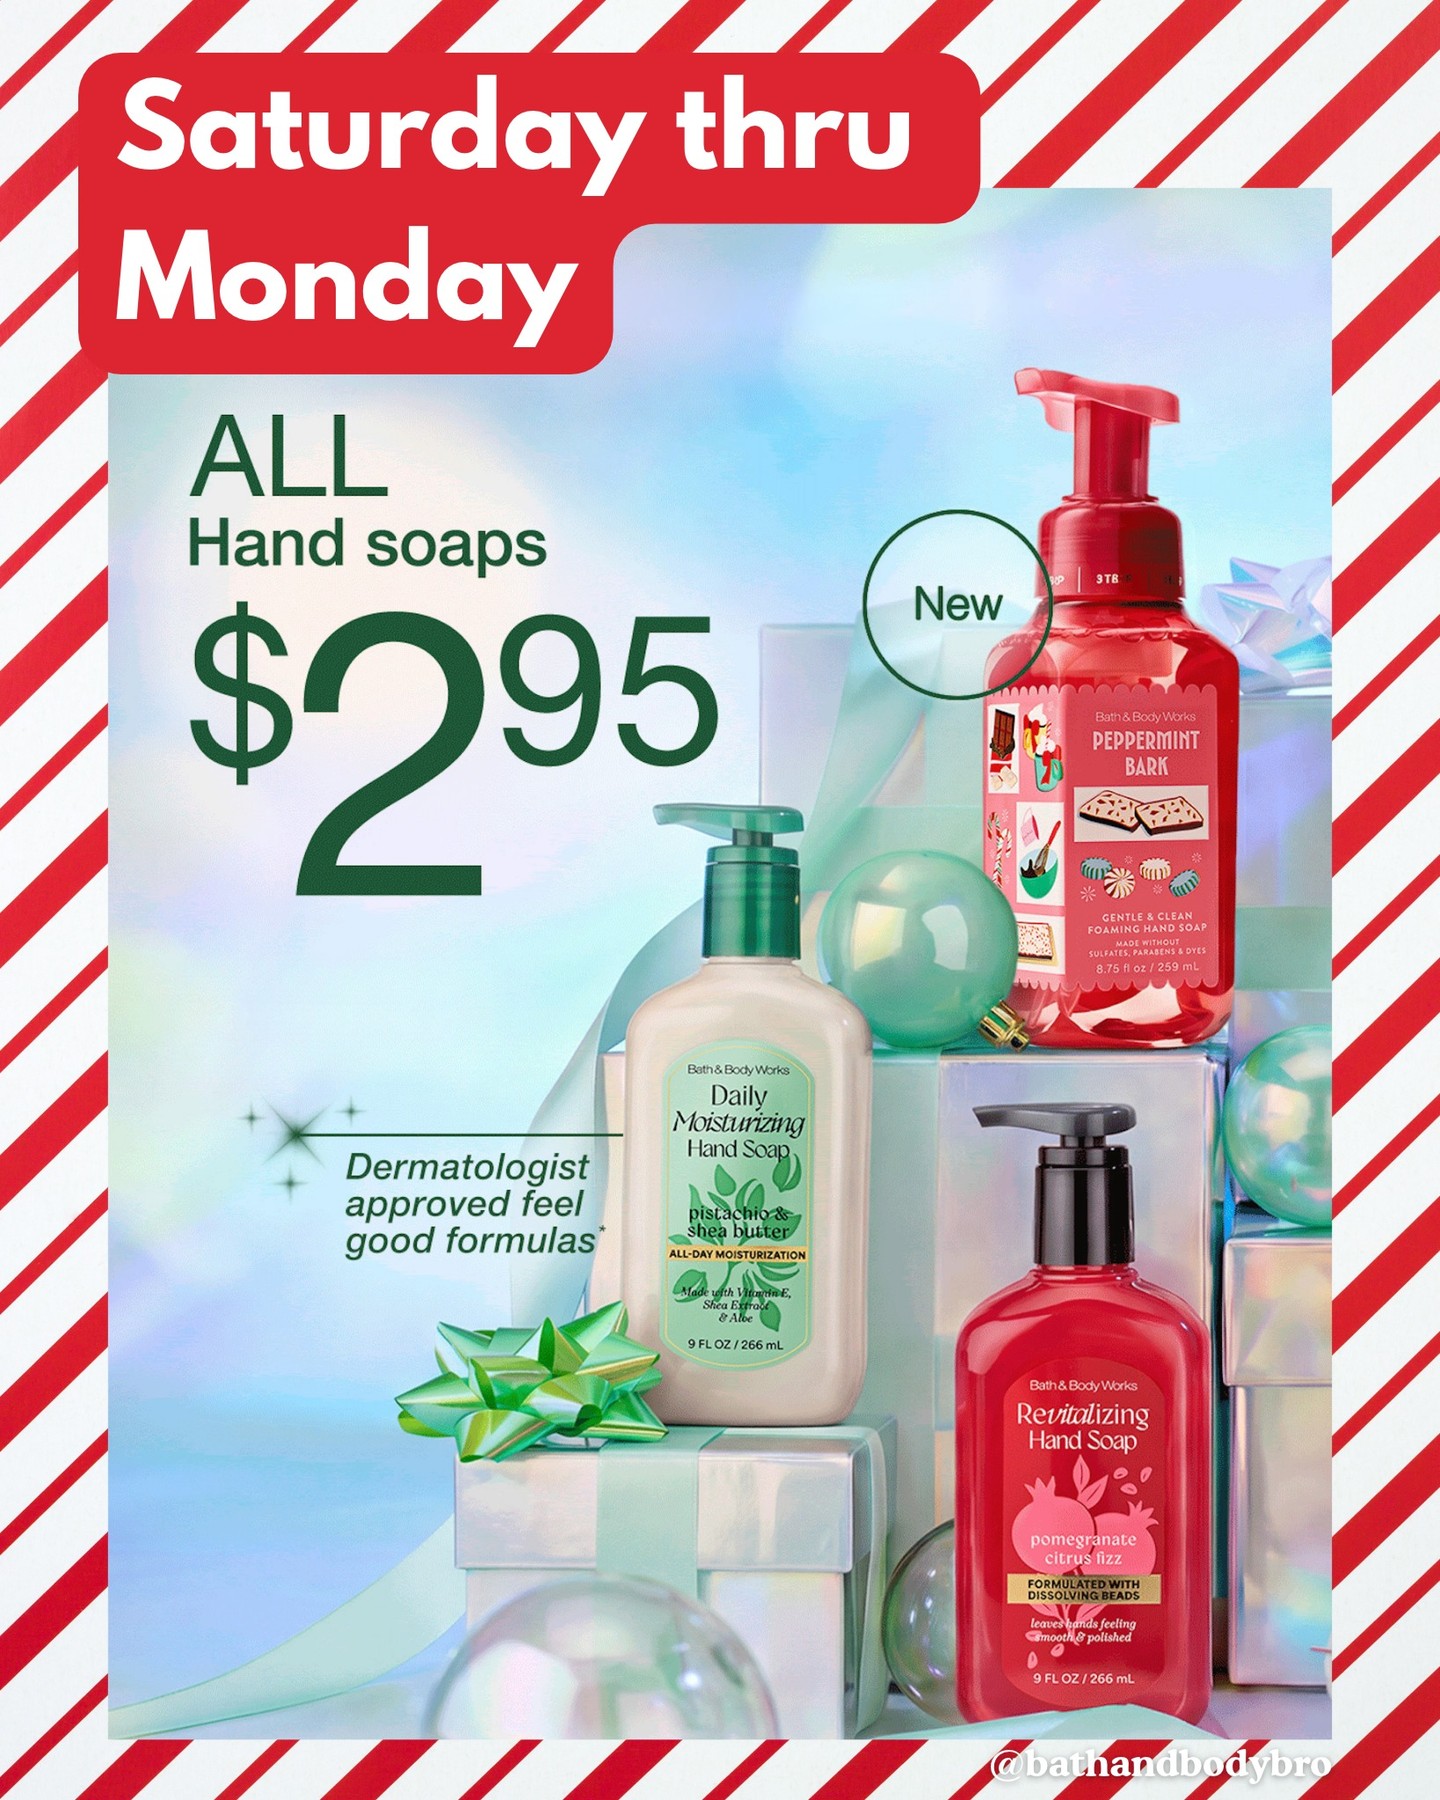 Saturday thru
Monday
ALL
Hand soaps
$2.95
New
3 TB
Bath & Body Works
PEPPERMINT
BARK
GENTLE & CLEAN
FOAMING HAND SOAP
MADE WITHOUT
SULFATES, PARABENS & DYES
8.75 fl oz / 259 mL
Bath & Body Works
Daily
Moisturizing
Hand Soap
pistachio &
shea butter
ALL-DAY MOISTURIZATION
Made with Vitamin E,
Shea Extract
& Aloe
9 FL OZ / 266 mL
Dermatologist
approved feel
good formulas*
Bath & Body Works
Revitalizing
Hand Soap
pomegranate
citrus fizz
FORMULATED WITH
DISSOLVING BEADS
leaves hands feeling
smooth & polished
9 FL OZ / 266 mL
@bathandbodybro